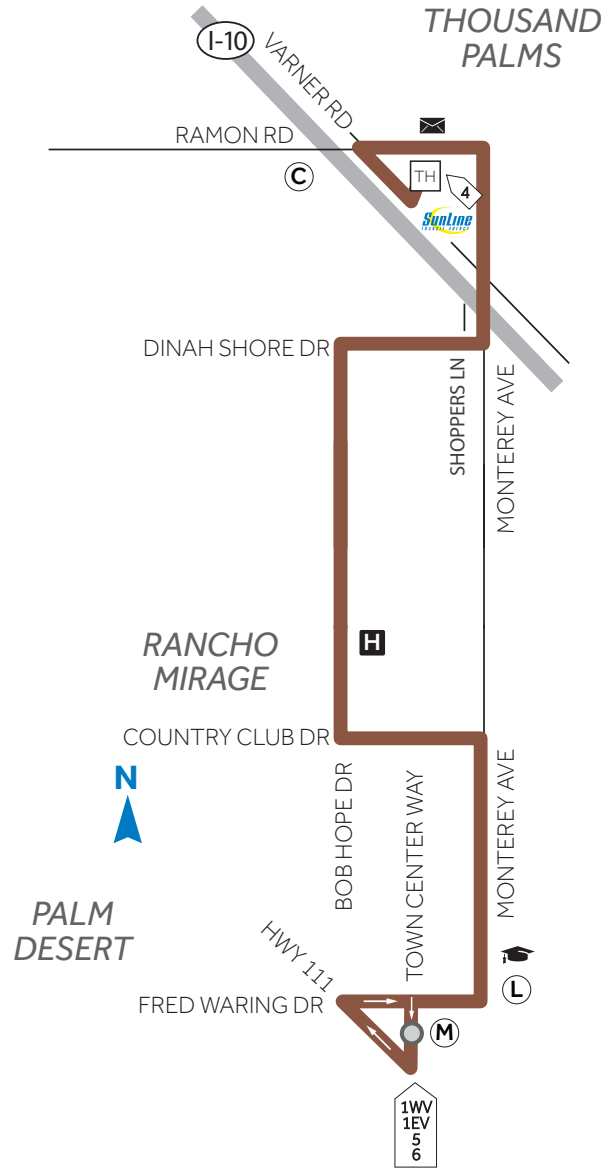 THOUSAND
PALMS
I-10
VARNER RD
RAMON RD
C
TH
4
SunLine
TRANSIT AGENCY
DINAH SHORE DR
SHOPPERS LN
MONTEREY AVE
RANCHO
MIRAGE
H
COUNTRY CLUB DR
N
BOB HOPE DR
TOWN CENTER WAY
MONTEREY AVE
PALM
DESERT
HWY 111
L
FRED WARING DR
M
1WV
1EV
5
6